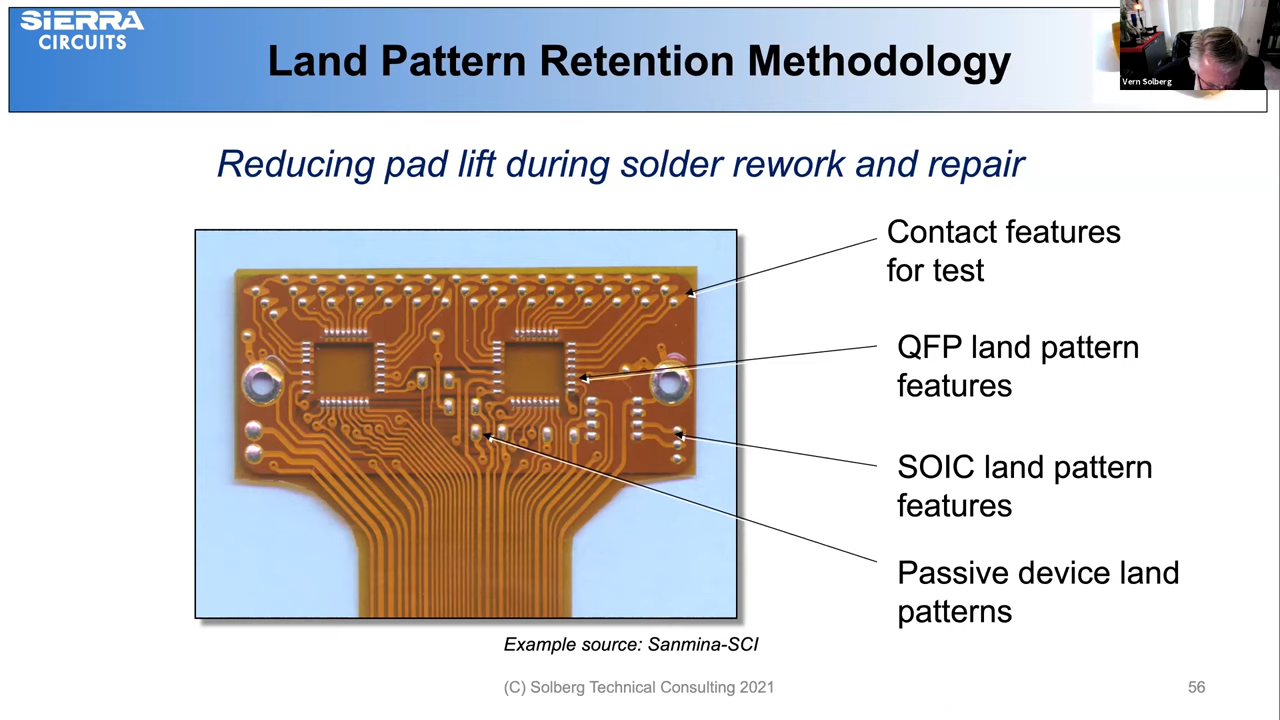 SIERRA
CIRCUITS
Land Pattern Retention Methodology
Vern Solberg
Reducing pad lift during solder rework and repair
Contact features
for test
QFP land pattern
features
SOIC land pattern
features
Passive device land
patterns
Example source: Sanmina-SCI
(C) Solberg Technical Consulting 2021
56